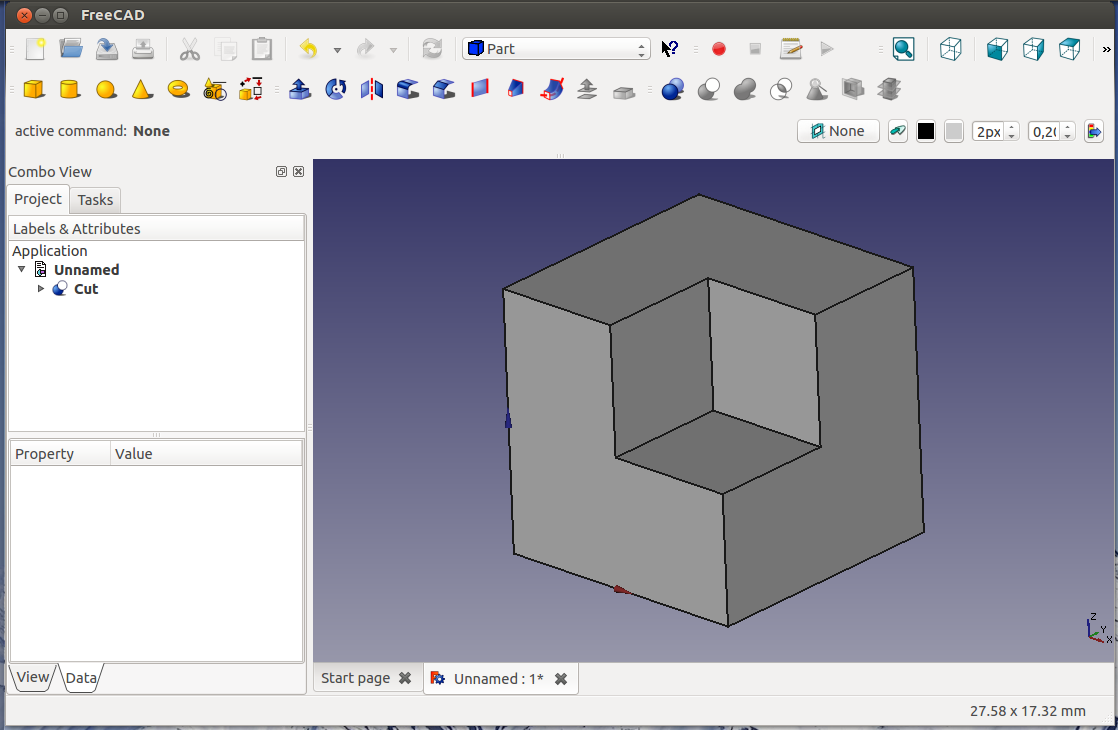 FreeCAD
Part
»
active command: None
None
2px
0,20
Combo View
Project
Tasks
Labels & Attributes
Application
Unnamed
Cut
Property
Value
View
Data
Z
Y
X
Start page
Unnamed : 1*
27.58 x 17.32 mm